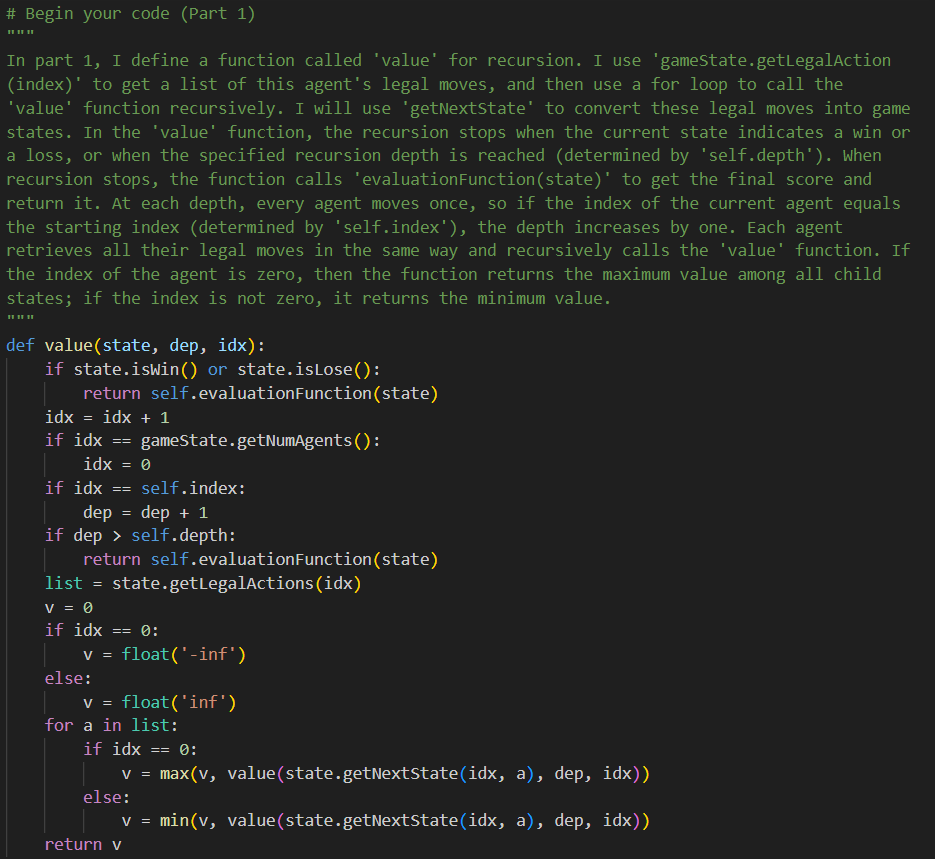 # Begin your code (Part 1)
"""
In part 1, I define a function called 'value' for recursion. I use 'gameState.getLegalAction
(index)' to get a list of this agent's legal moves, and then use a for loop to call the
'value' function recursively. I will use 'getNextState' to convert these legal moves into game
states. In the 'value' function, the recursion stops when the current state indicates a win or
a loss, or when the specified recursion depth is reached (determined by 'self.depth'). When
recursion stops, the function calls 'evaluationFunction(state)' to get the final score and
return it. At each depth, every agent moves once, so if the index of the current agent equals
the starting index (determined by 'self.index'), the depth increases by one. Each agent
retrieves all their legal moves in the same way and recursively calls the 'value' function. If
the index of the agent is zero, then the function returns the maximum value among all child
states; if the index is not zero, it returns the minimum value.
"""
def value(state, dep, idx):
    if state.isWin() or state.isLose():
        return self.evaluationFunction(state)
    idx = idx + 1
    if idx == gameState.getNumAgents():
        idx = 0
    if idx == self.index:
        dep = dep + 1
    if dep > self.depth:
        return self.evaluationFunction(state)
    list = state.getLegalActions(idx)
    v = 0
    if idx == 0:
        v = float('-inf')
    else:
        v = float('inf')
    for a in list:
        if idx == 0:
            v = max(v, value(state.getNextState(idx, a), dep, idx))
        else:
            v = min(v, value(state.getNextState(idx, a), dep, idx))
    return v